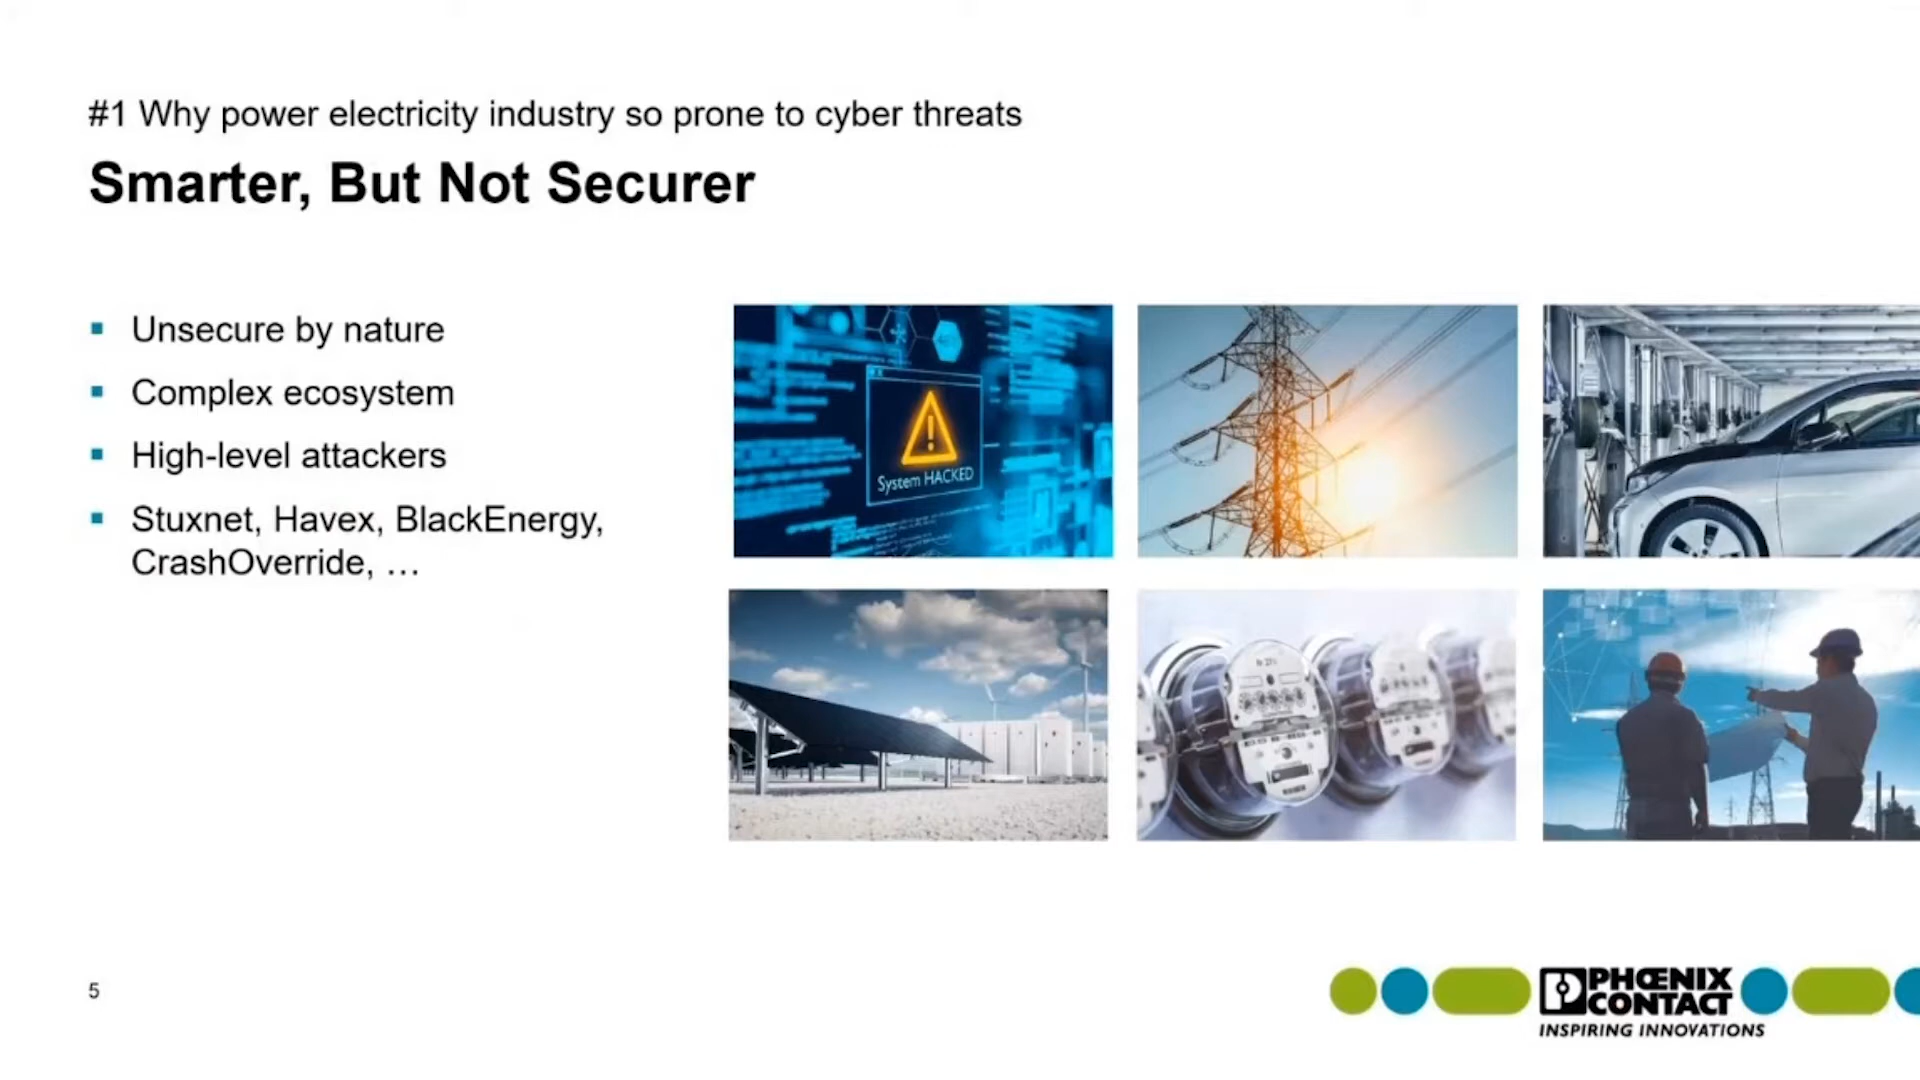 #1 Why power electricity industry so prone to cyber threats
Smarter, But Not Securer
Unsecure by nature
Complex ecosystem
High-level attackers
Stuxnet, Havex, BlackEnergy,
CrashOverride, …
System HACKED
5
PHŒNIX
CONTACT
INSPIRING INNOVATIONS